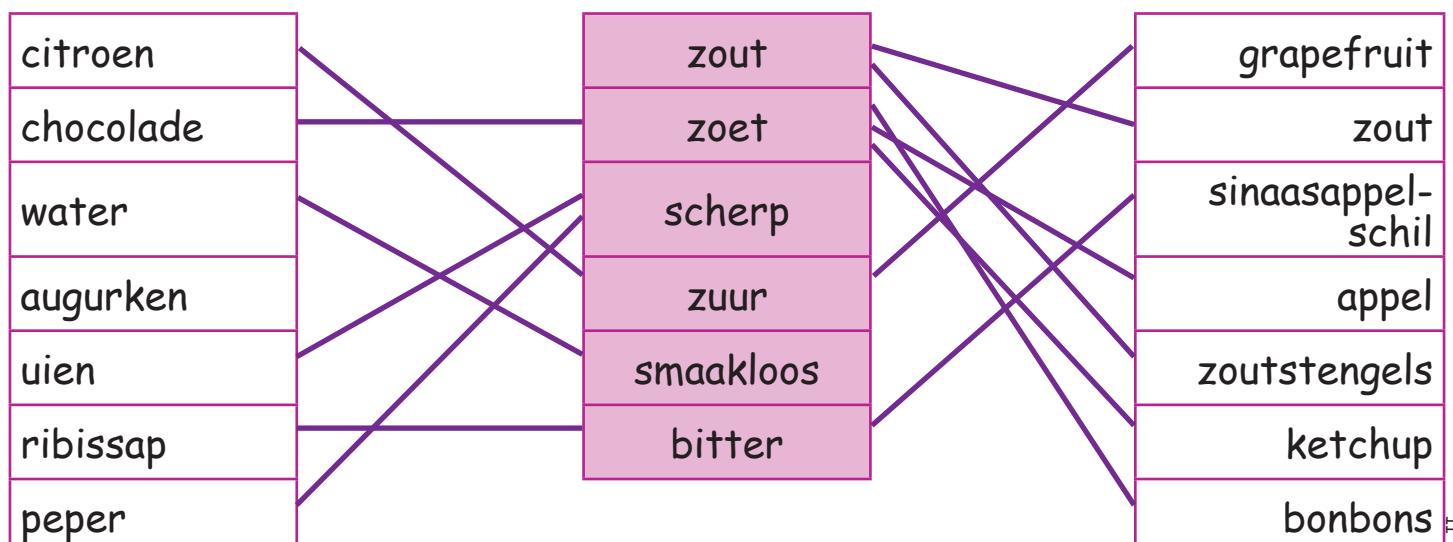 citroen
chocolade
water
augurken
uien
ribissap
peper
zout
zoet
scherp
zuur
smaakloos
bitter
grapefruit
zout
sinaasappel-
schil
appel
zoutstengels
ketchup
bonbons